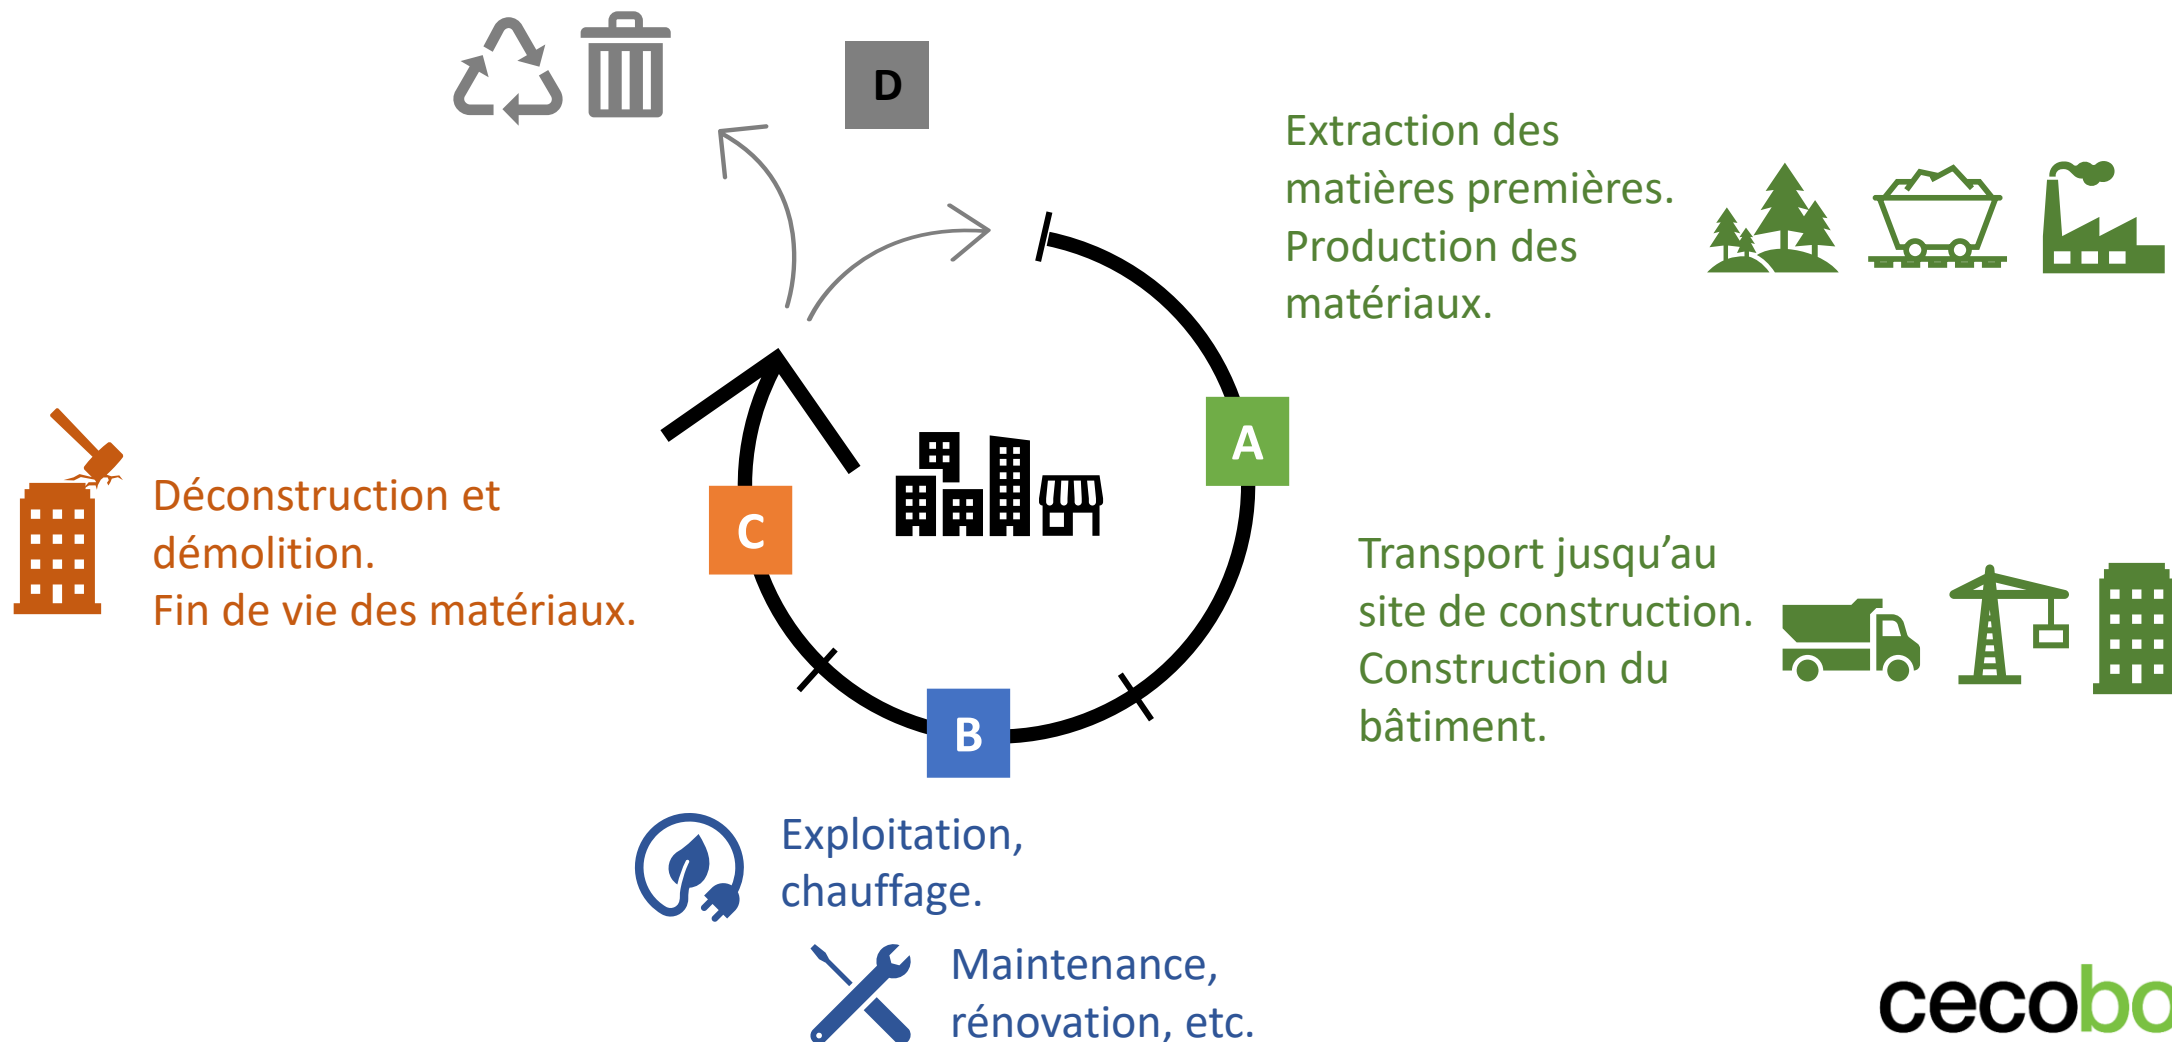 D
Extraction des
matières premières.
Production des
matériaux.
A
Déconstruction et
démolition.
Fin de vie des matériaux.
C
Transport jusqu’au
site de construction.
Construction du
bâtiment.
B
Exploitation,
chauffage.
Maintenance,
rénovation, etc.
cecobo